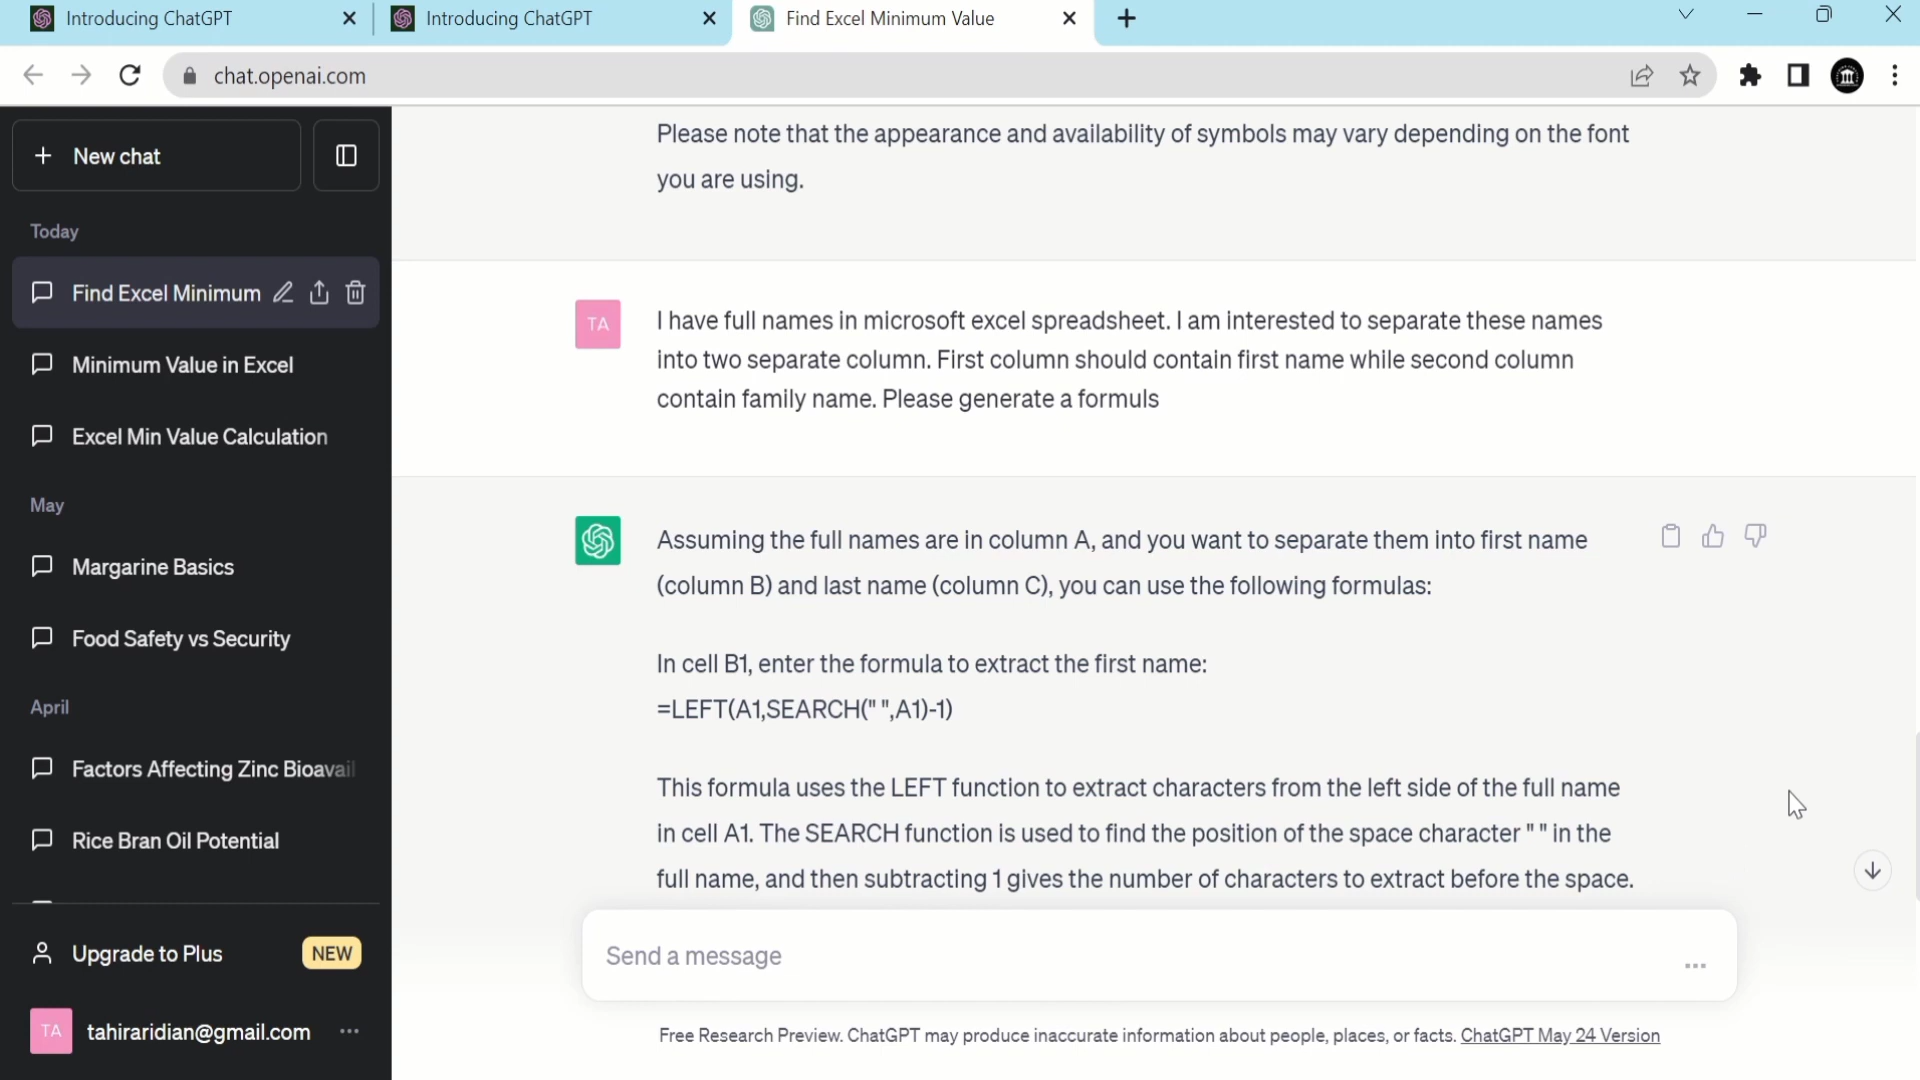 Introducing ChatGPT
Introducing ChatGPT
Find Excel Minimum Value
chat.openai.com
New chat
Today
Find Excel Minimum
Minimum Value in Excel
Excel Min Value Calculation
May
Margarine Basics
Food Safety vs Security
April
Factors Affecting Zinc Bioavail
Rice Bran Oil Potential
Upgrade to Plus NEW
TA tahiraridian@gmail.com
Please note that the appearance and availability of symbols may vary depending on the font
you are using.
TA
I have full names in microsoft excel spreadsheet. I am interested to separate these names
into two separate column. First column should contain first name while second column
contain family name. Please generate a formuls
Assuming the full names are in column A, and you want to separate them into first name
(column B) and last name (column C), you can use the following formulas:
In cell B1, enter the formula to extract the first name:
=LEFT(A1,SEARCH(" ",A1)-1)
This formula uses the LEFT function to extract characters from the left side of the full name
in cell A1. The SEARCH function is used to find the position of the space character " " in the
full name, and then subtracting 1 gives the number of characters to extract before the space.
Send a message
Free Research Preview. ChatGPT may produce inaccurate information about people, places, or facts. ChatGPT May 24 Version